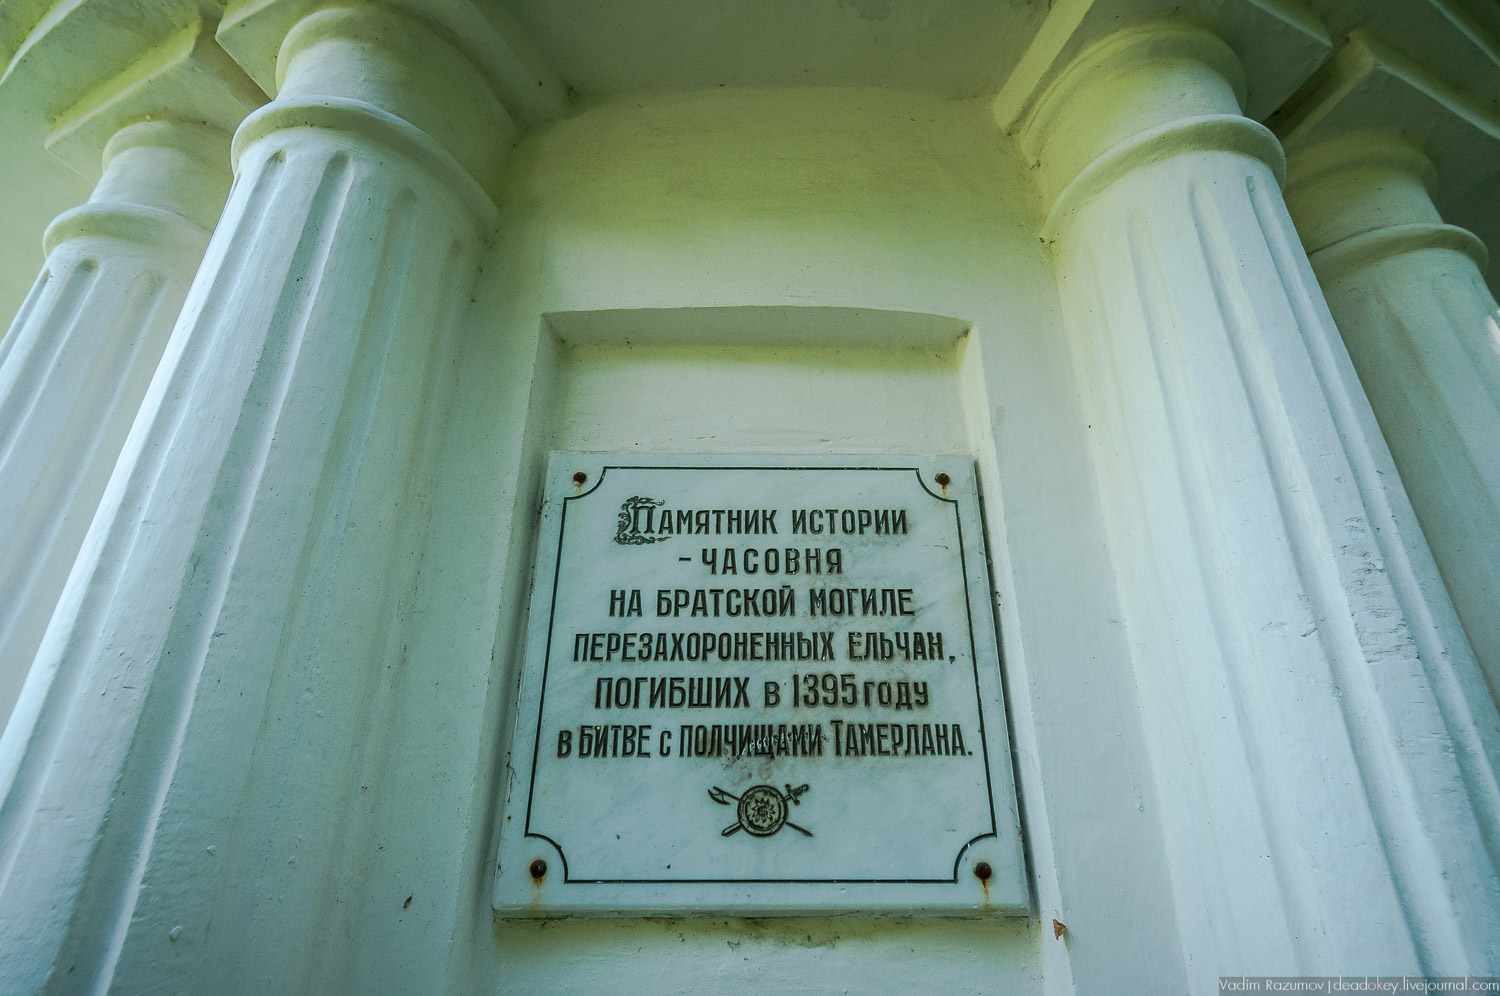 Памятник истории
- часовня
на братской могиле
перезахороненных ельчан,
погибших в 1395 году
в битве с полчищами Тамерлана.
Vadim Razumov | deadokey.livejournal.com